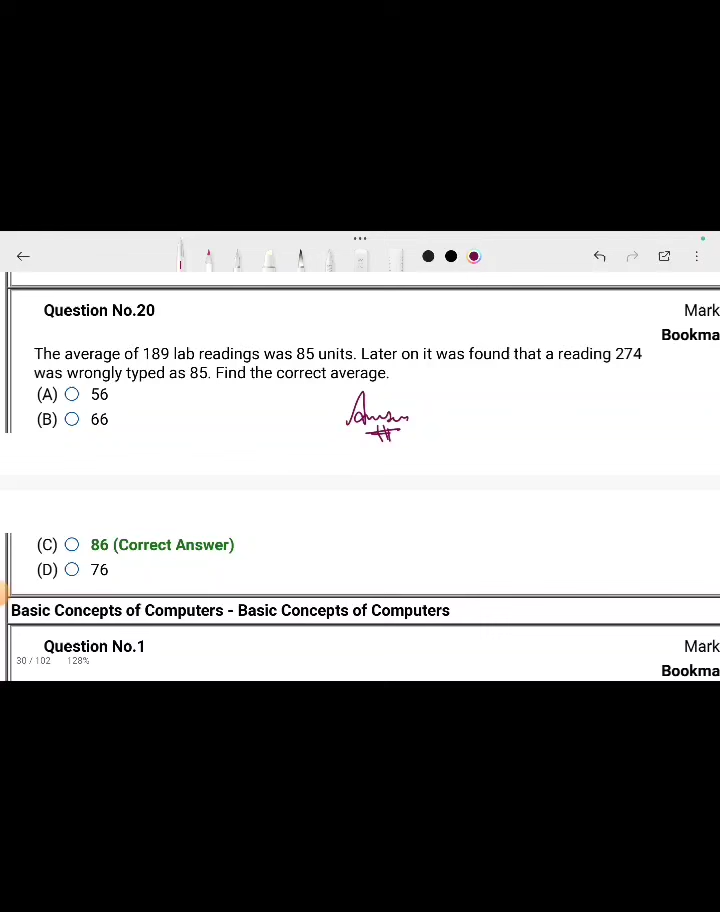 Question No.20
Mark
Bookma
The average of 189 lab readings was 85 units. Later on it was found that a reading 274
was wrongly typed as 85. Find the correct average.
(A) 56
(B) 66
(C) 86 (Correct Answer)
(D) 76
Basic Concepts of Computers - Basic Concepts of Computers
Question No.1
Mark
30 / 102 128%
Bookma